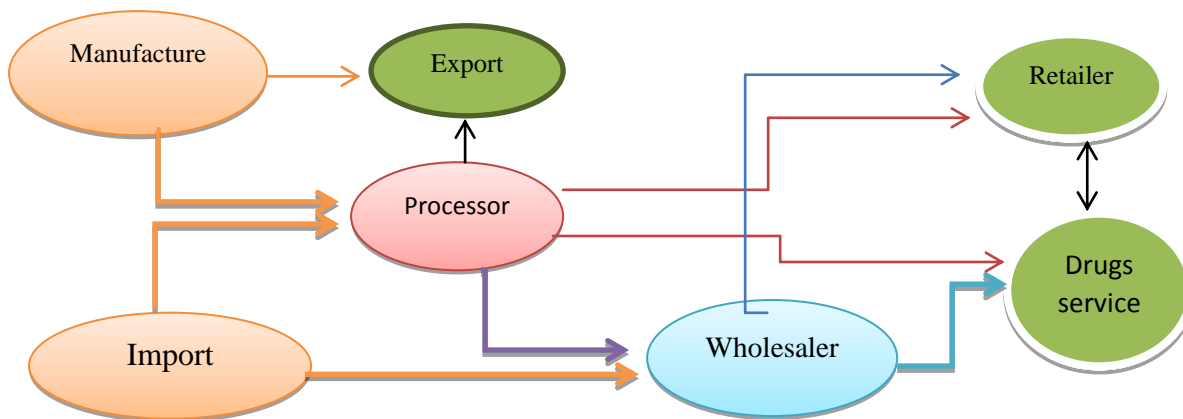 Manufacture
Export
Retailer
Processor
Drugs
service
Import
Wholesaler